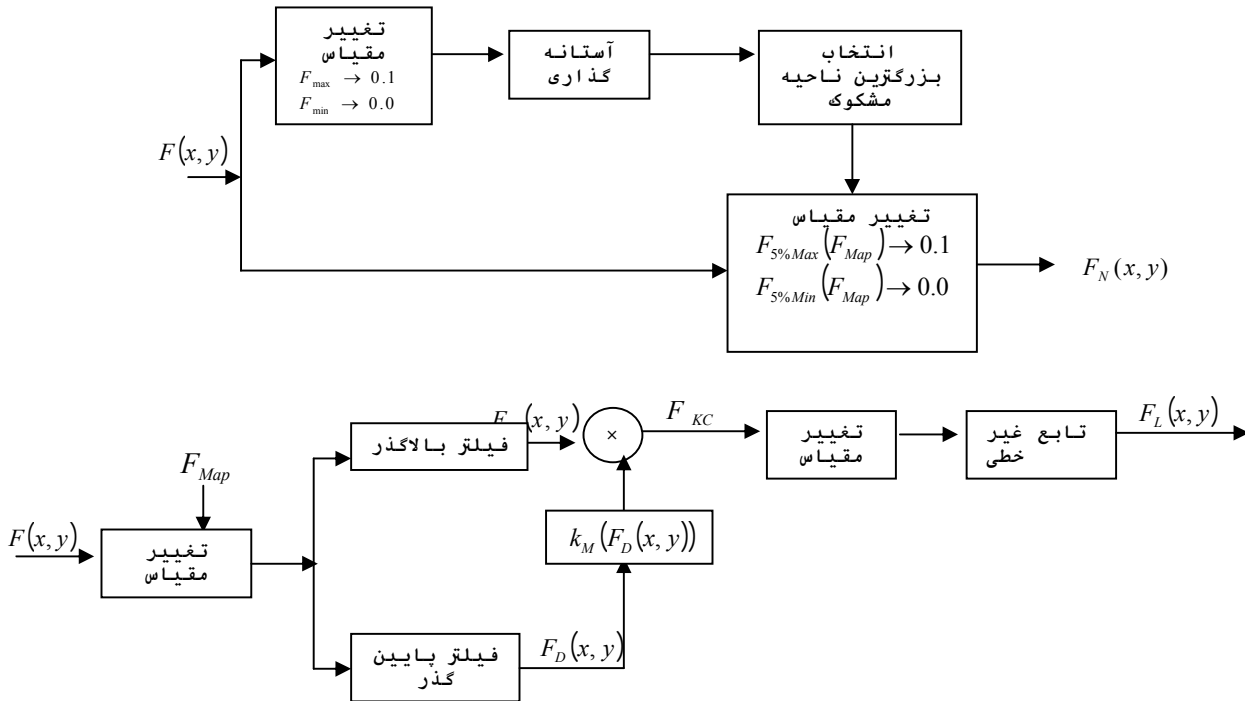 تغییر
مقیاس
F_max → 0.1
F_min → 0.0
آستانه
گذاری
انتخاب
بزرگترین ناحیه
مشکوک
F(x, y)
تغییر مقیاس
F_5%Max(F_Map) → 0.1
F_5%Min(F_Map) → 0.0
F_N(x, y)
F(x, y)
F_Map
تغییر
مقیاس
فیلتر بالاگذر
(x, y)
×
F_KC
تغییر
مقیاس
تابع غیر
خطی
F_L(x, y)
k_M(F_D(x, y))
فیلتر پایین
گذر
F_D(x, y)